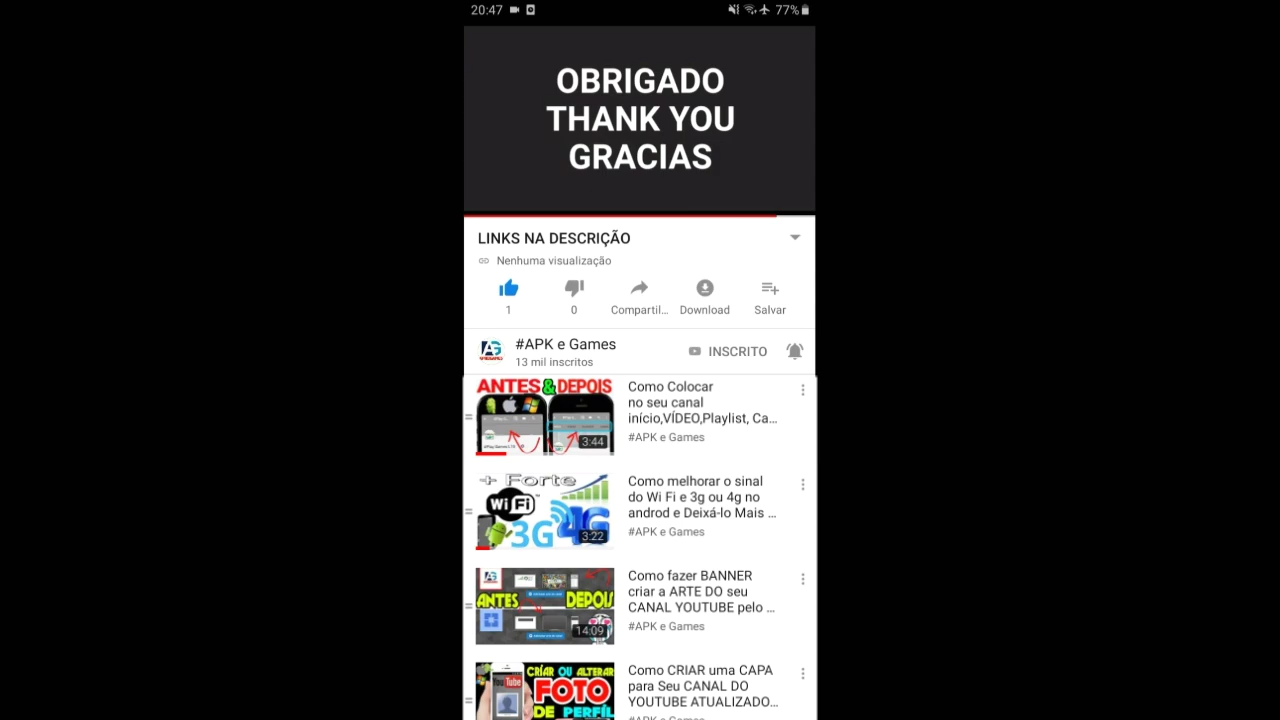 20:47
77%
OBRIGADO
THANK YOU
GRACIAS
LINKS NA DESCRIÇÃO
Nenhuma visualização
1
0
Compartil...
Download
Salvar
#APK e Games
13 mil inscritos
INSCRITO
ANTES&DEPOIS
3:44
Como Colocar
no seu canal
início,VÍDEO,Playlist, Ca...
#APK e Games
+ Forte
WiFi
3G 4G
3:22
Como melhorar o sinal
do Wi Fi e 3g ou 4g no
androd e Deixá-lo Mais ...
#APK e Games
ANTES DEPOIS
14:09
Como fazer BANNER
criar a ARTE DO seu
CANAL YOUTUBE pelo ...
#APK e Games
CRIAR OU ALTERAR
YouTube
FOTO
DE PERFIL
Como CRIAR uma CAPA
para Seu CANAL DO
YOUTUBE ATUALIZADO...
#APK e Games